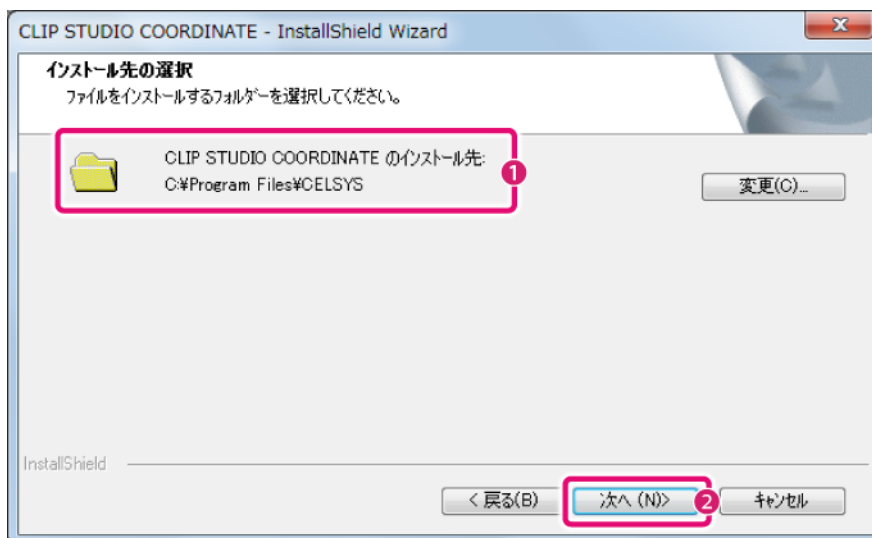 CLIP STUDIO COORDINATE - InstallShield Wizard
インストール先の選択
ファイルをインストールするフォルダーを選択してください。
CLIP STUDIO COORDINATE のインストール先:
C:¥Program Files¥CELSYS
1
変更(C)...
InstallShield
< 戻る(B)
次へ (N)>
2
キャンセル